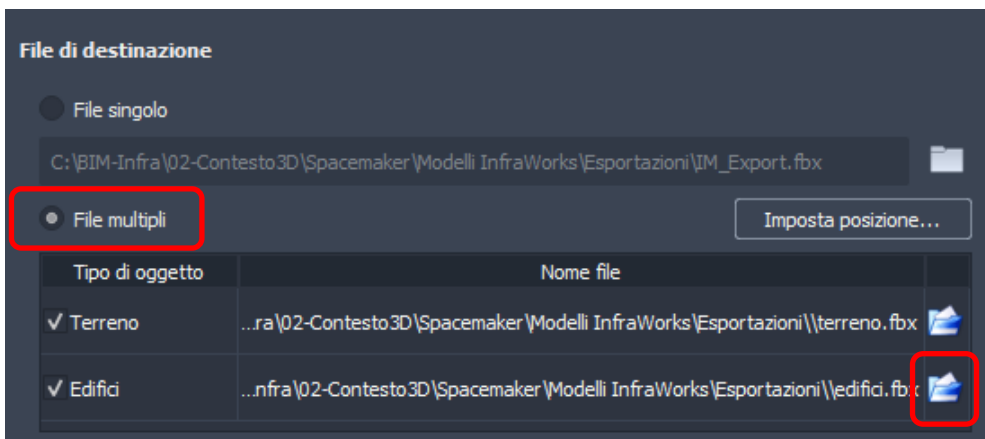 File di destinazione
File singolo
C:\BIM-Infra\02-Contesto3D\Spacemaker\Modelli InfraWorks\Esportazioni\IM_Export.fbx
File multipli
Imposta posizione...
Tipo di oggetto Nome file
Terreno ...ra\02-Contesto3D\Spacemaker\Modelli InfraWorks\Esportazioni\\terreno.fbx
Edifici ...nfra\02-Contesto3D\Spacemaker\Modelli InfraWorks\Esportazioni\\edifici.fbx